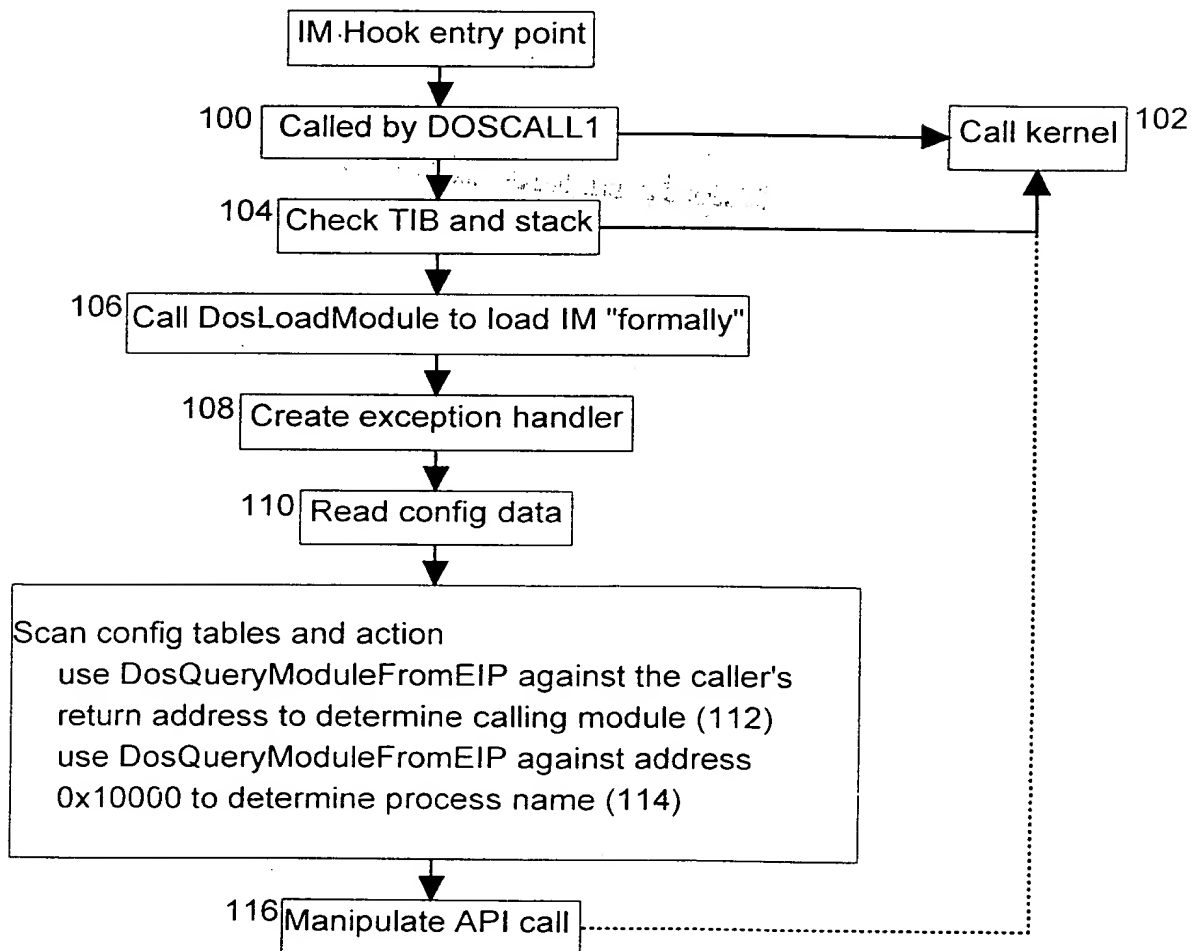 IM Hook entry point
100 Called by DOSCALL1
Call kernel 102
104 Check TIB and stack
106 Call DosLoadModule to load IM "formally"
108 Create exception handler
110 Read config data
Scan config tables and action
use DosQueryModuleFromEIP against the caller's
return address to determine calling module (112)
use DosQueryModuleFromEIP against address
0x10000 to determine process name (114)
116 Manipulate API call